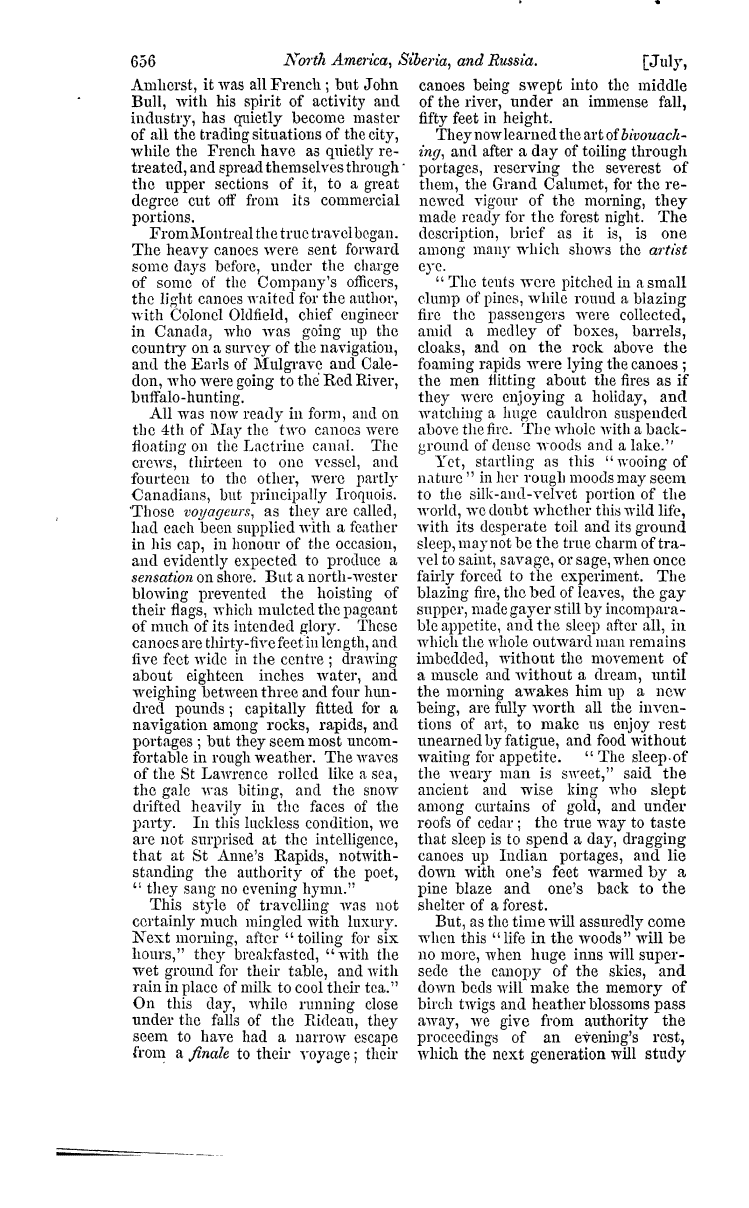 656 North America, Siberia, and Russia. [July,
Amherst, it was all French; but John
Bull, with his spirit of activity and
industry, has quietly become master
of all the trading situations of the city,
while the French have as quietly re-
treated, and spread themselves through
the upper sections of it, to a great
degree cut off from its commercial
portions.
From Montreal the true travel began.
The heavy canoes were sent forward
some days before, under the charge
of some of the Company's officers,
the light canoes waited for the author,
with Colonel Oldfield, chief engineer
in Canada, who was going up the
country on a survey of the navigation,
and the Earls of Mulgrave and Cale-
don, who were going to the Red River,
buffalo-hunting.
All was now ready in form, and on
the 4th of May the two canoes were
floating on the Lactrine canal. The
crews, thirteen to one vessel, and
fourteen to the other, were partly
Canadians, but principally Iroquois.
Those voyageurs, as they are called,
had each been supplied with a feather
in his cap, in honour of the occasion,
and evidently expected to produce a
sensation on shore. But a north-wester
blowing prevented the hoisting of
their flags, which mulcted the pageant
of much of its intended glory. These
canoes are thirty-five feet in length, and
five feet wide in the centre; drawing
about eighteen inches water, and
weighing between three and four hun-
dred pounds; capitally fitted for a
navigation among rocks, rapids, and
portages; but they seem most uncom-
fortable in rough weather. The waves
of the St Lawrence rolled like a sea,
the gale was biting, and the snow
drifted heavily in the faces of the
party. In this luckless condition, we
are not surprised at the intelligence,
that at St Anne's Rapids, notwith-
standing the authority of the poet,
" they sang no evening hymn."
This style of travelling was not
certainly much mingled with luxury.
Next morning, after " toiling for six
hours," they breakfasted, " with the
wet ground for their table, and with
rain in place of milk to cool their tea."
On this day, while running close
under the falls of the Rideau, they
seem to have had a narrow escape
from a finale to their voyage; their
canoes being swept into the middle
of the river, under an immense fall,
fifty feet in height.
They now learned the art of bivouach-
ing, and after a day of toiling through
portages, reserving the severest of
them, the Grand Calumet, for the re-
newed vigour of the morning, they
made ready for the forest night. The
description, brief as it is, is one
among many which shows the artist
eye.
" The tents were pitched in a small
clump of pines, while round a blazing
fire the passengers were collected,
amid a medley of boxes, barrels,
cloaks, and on the rock above the
foaming rapids were lying the canoes;
the men flitting about the fires as if
they were enjoying a holiday, and
watching a huge cauldron suspended
above the fire. The whole with a back-
ground of dense woods and a lake."
Yet, startling as this " wooing of
nature " in her rough moods may seem
to the silk-and-velvet portion of the
world, we doubt whether this wild life,
with its desperate toil and its ground
sleep, may not be the true charm of tra-
vel to saint, savage, or sage, when once
fairly forced to the experiment. The
blazing fire, the bed of leaves, the gay
supper, made gayer still by incompara-
ble appetite, and the sleep after all, in
which the whole outward man remains
imbedded, without the movement of
a muscle and without a dream, until
the morning awakes him up a new
being, are fully worth all the inven-
tions of art, to make us enjoy rest
unearned by fatigue, and food without
waiting for appetite. " The sleep of
the weary man is sweet," said the
ancient and wise king who slept
among curtains of gold, and under
roofs of cedar; the true way to taste
that sleep is to spend a day, dragging
canoes up Indian portages, and lie
down with one's feet warmed by a
pine blaze and one's back to the
shelter of a forest.
But, as the time will assuredly come
when this "life in the woods" will be
no more, when huge inns will super-
sede the canopy of the skies, and
down beds will make the memory of
birch twigs and heather blossoms pass
away, we give from authority the
proceedings of an evening's rest,
which the next generation will study